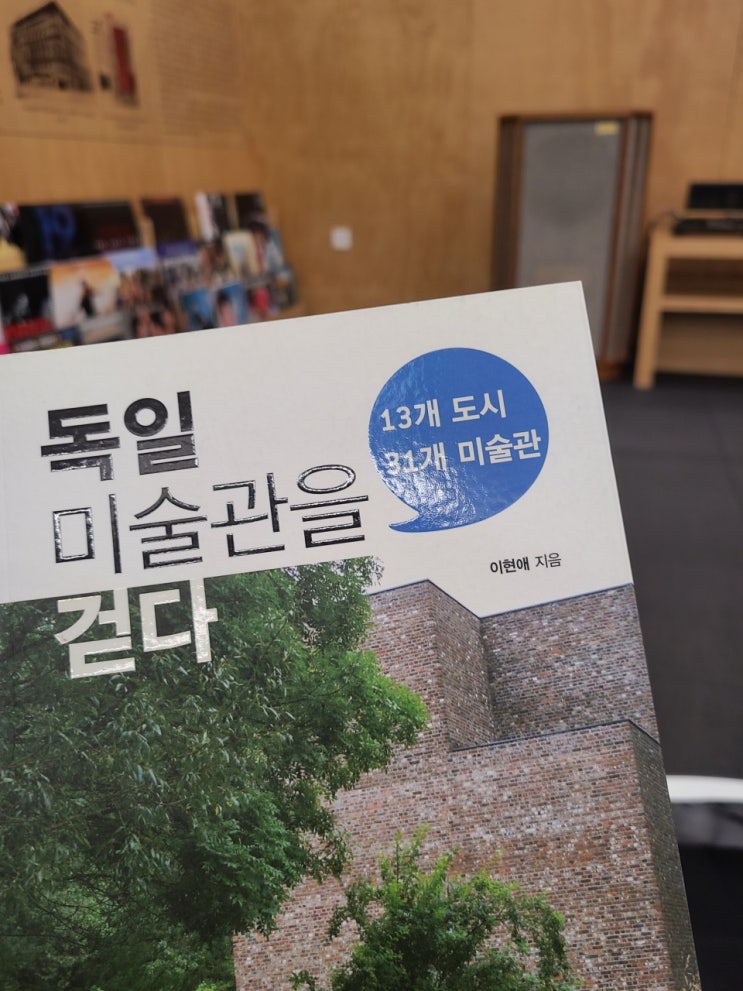 독일
미술관을
걷다
13개 도시
31개 미술관
이현애 지음